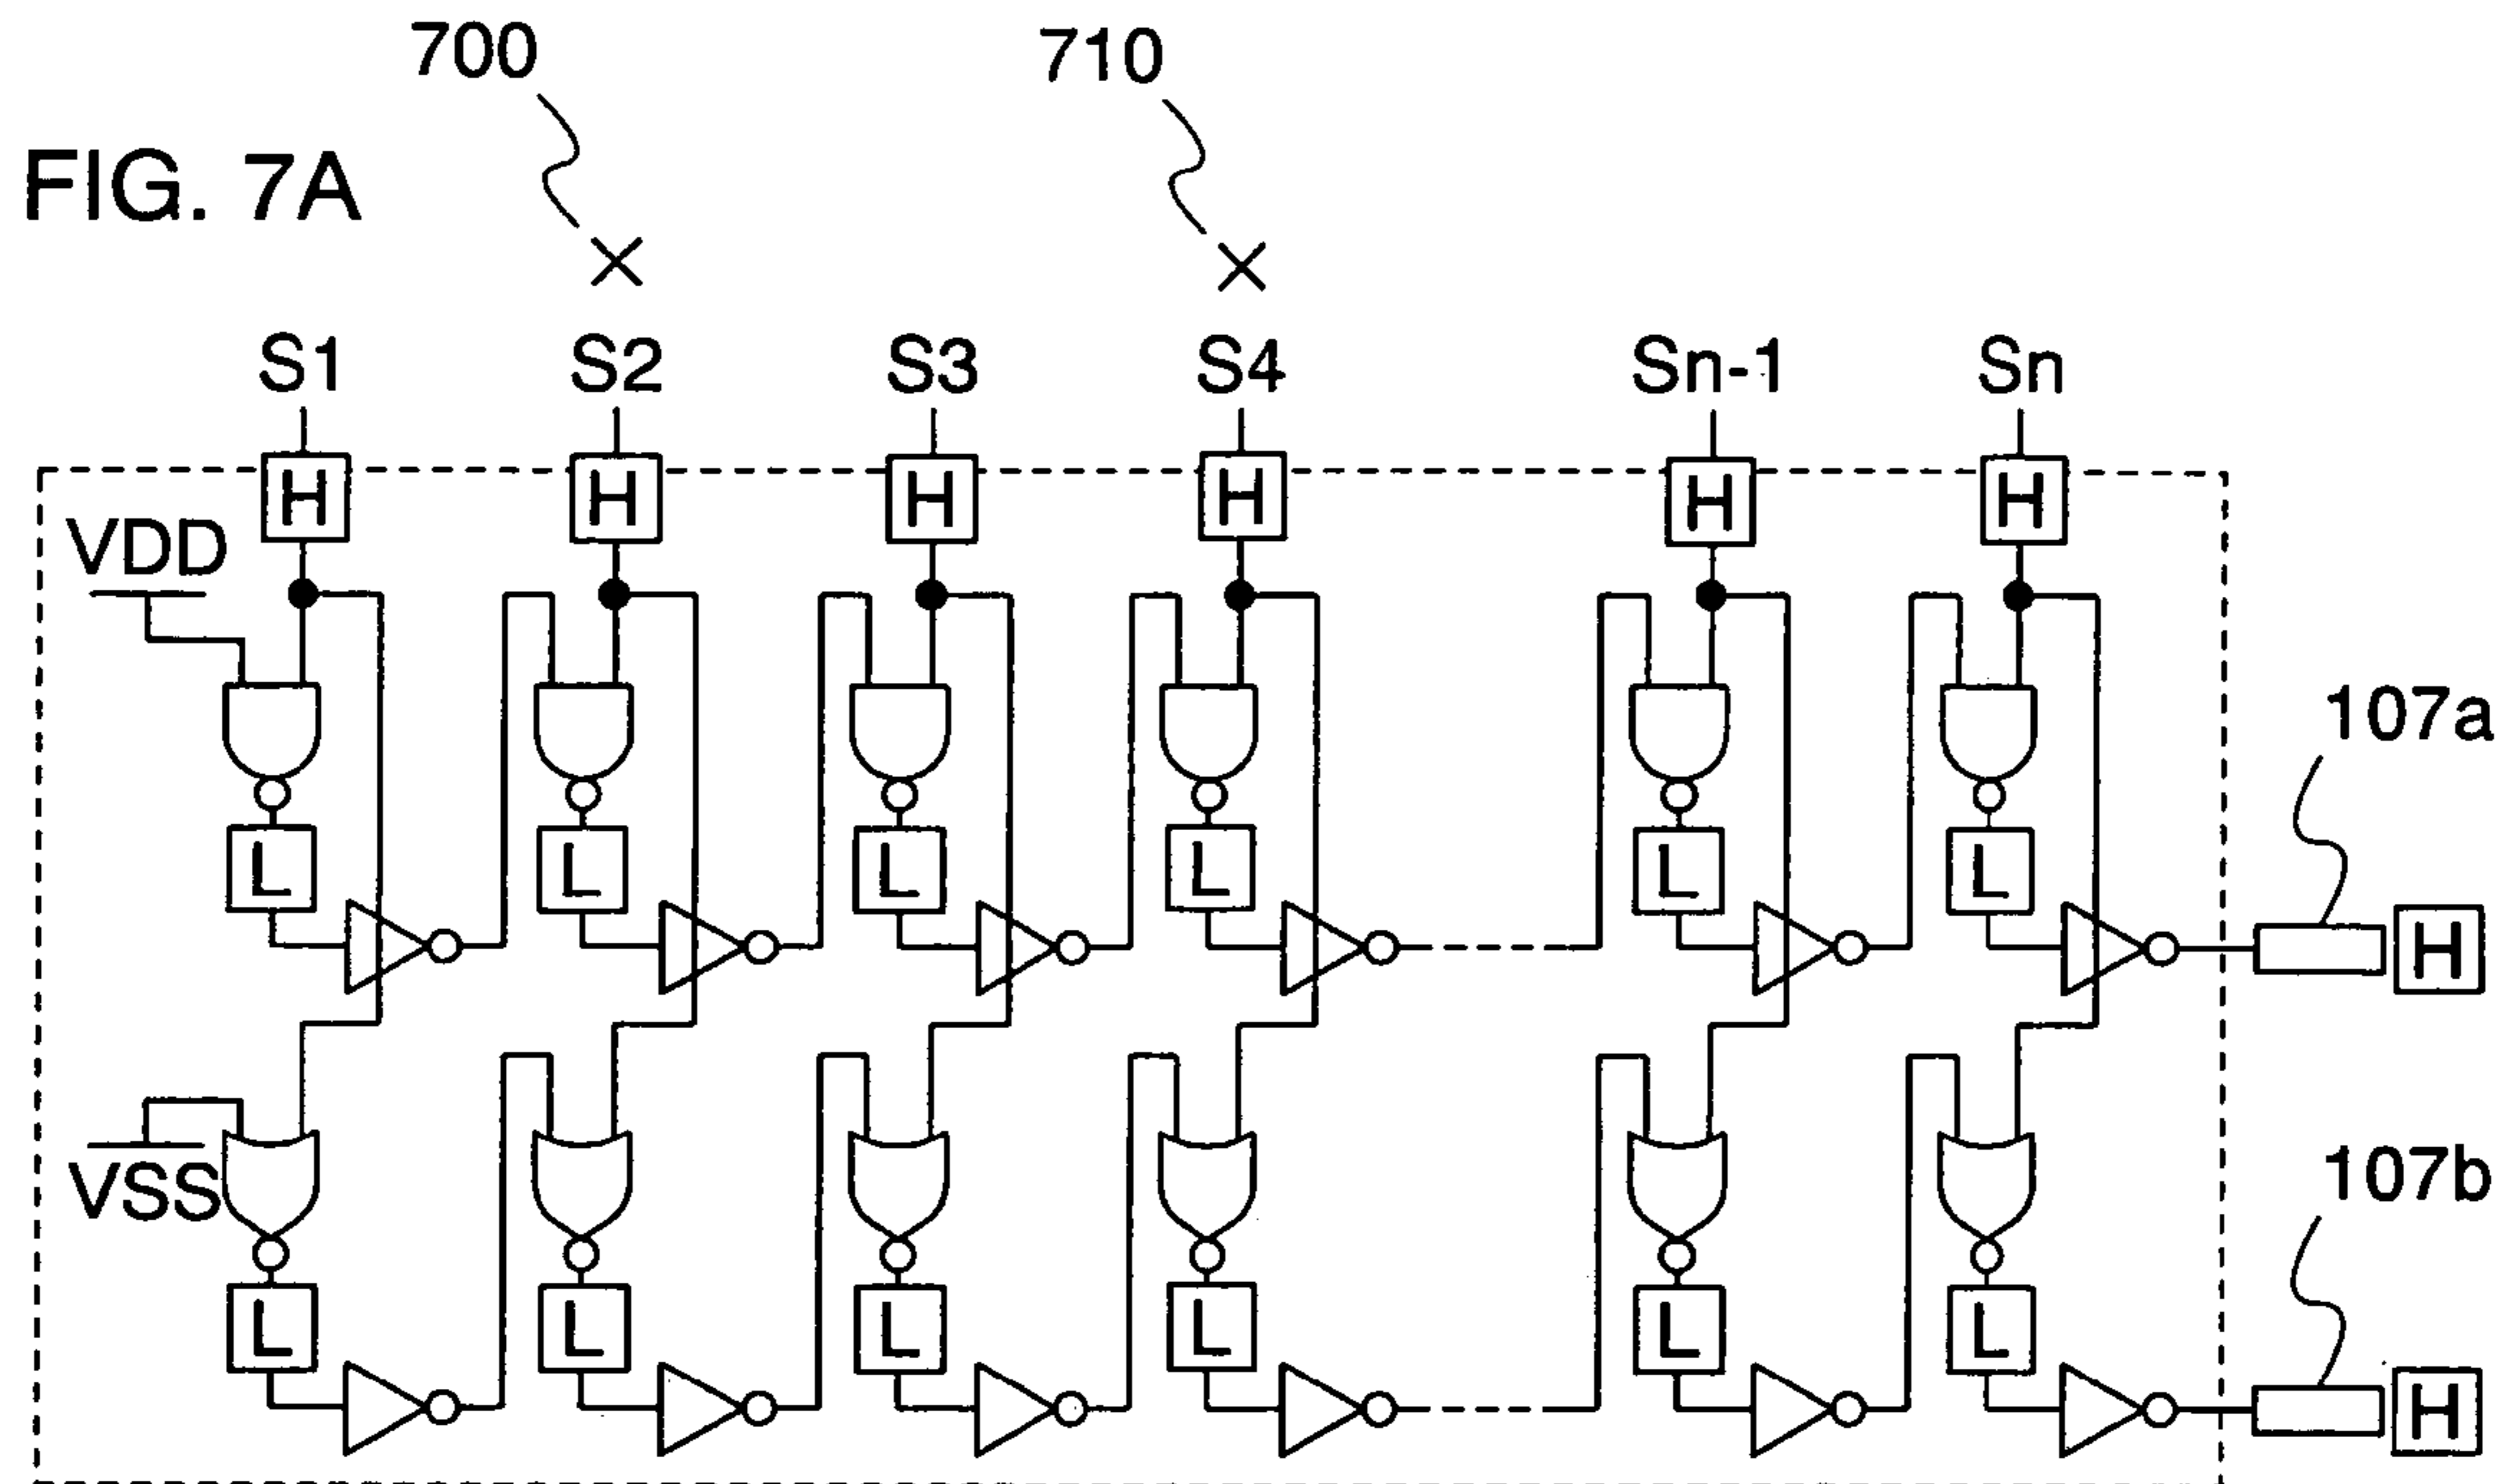 700 710
FIG. 7A
× ×
S1 S2 S3 S4 Sn-1 Sn
H H H H H H
VDD
107a
L L L L L L
H
VSS
107b
L L L L L L
H